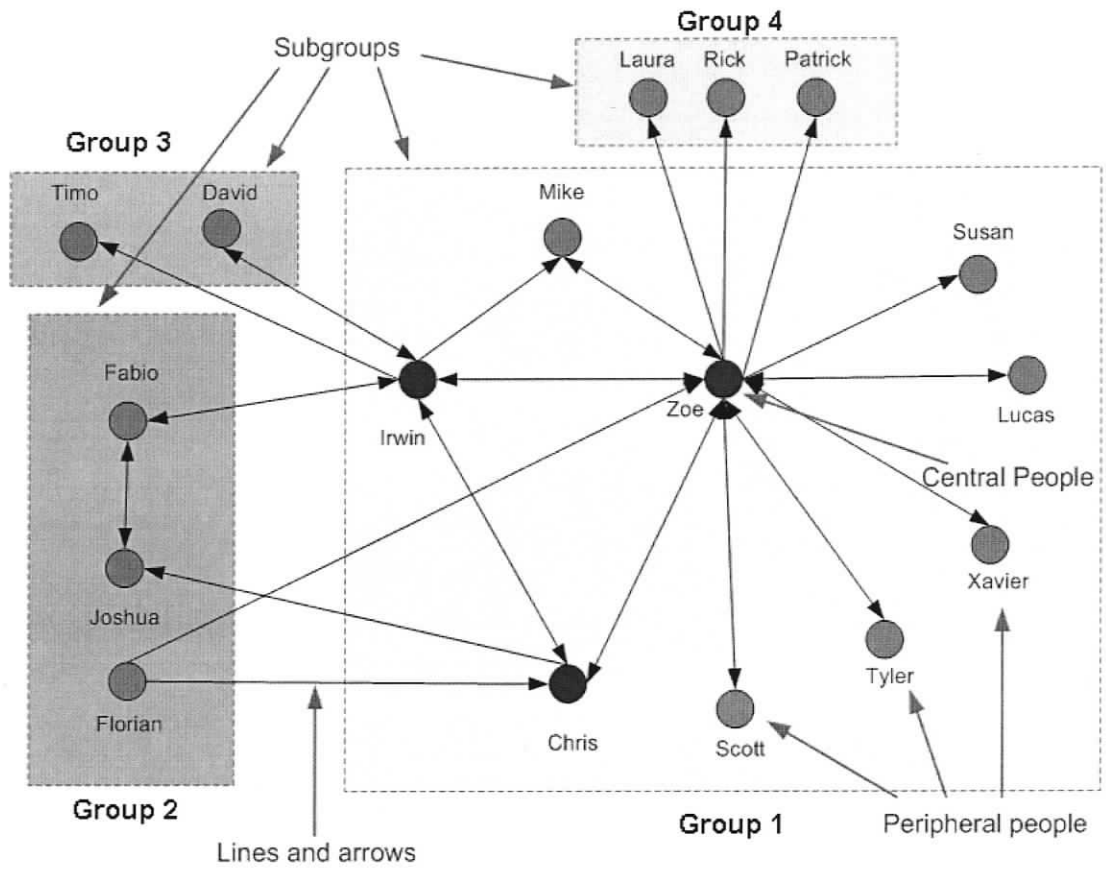 Group 4
Subgroups
Laura Rick Patrick
Group 3
Timo David Mike
Susan
Fabio
Zoe
Lucas
Irwin
Central People
Joshua
Xavier
Tyler
Florian
Chris Scott
Group 2
Group 1 Peripheral people
Lines and arrows